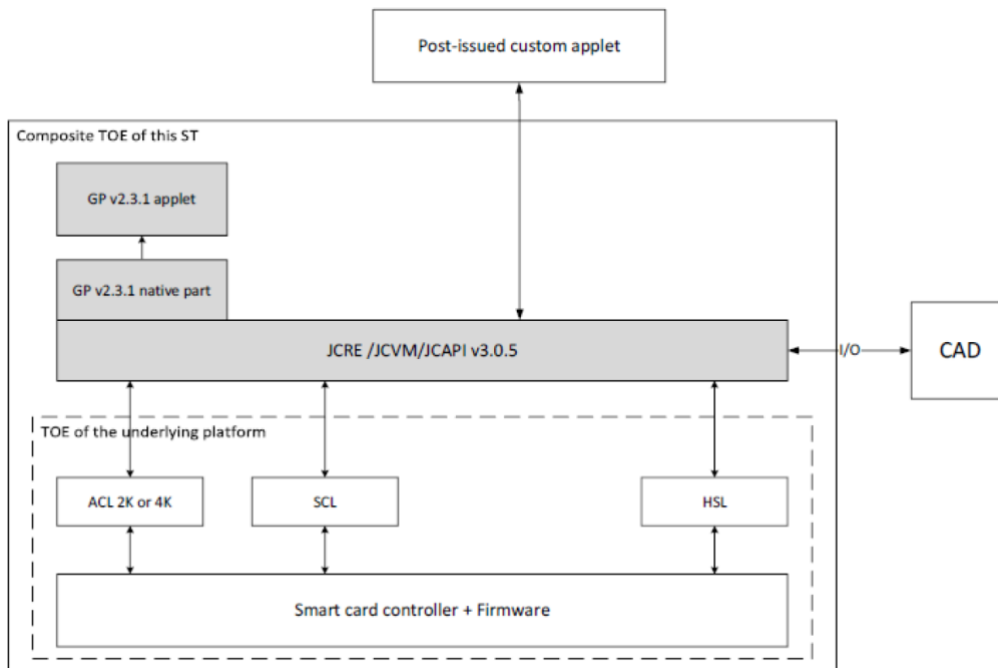 Post-issued custom applet
Composite TOE of this ST
GP v2.3.1 applet
GP v2.3.1 native part
JCRE /JCVM/JCAPI v3.0.5
I/O
CAD
TOE of the underlying platform
ACL 2K or 4K
SCL
HSL
Smart card controller + Firmware